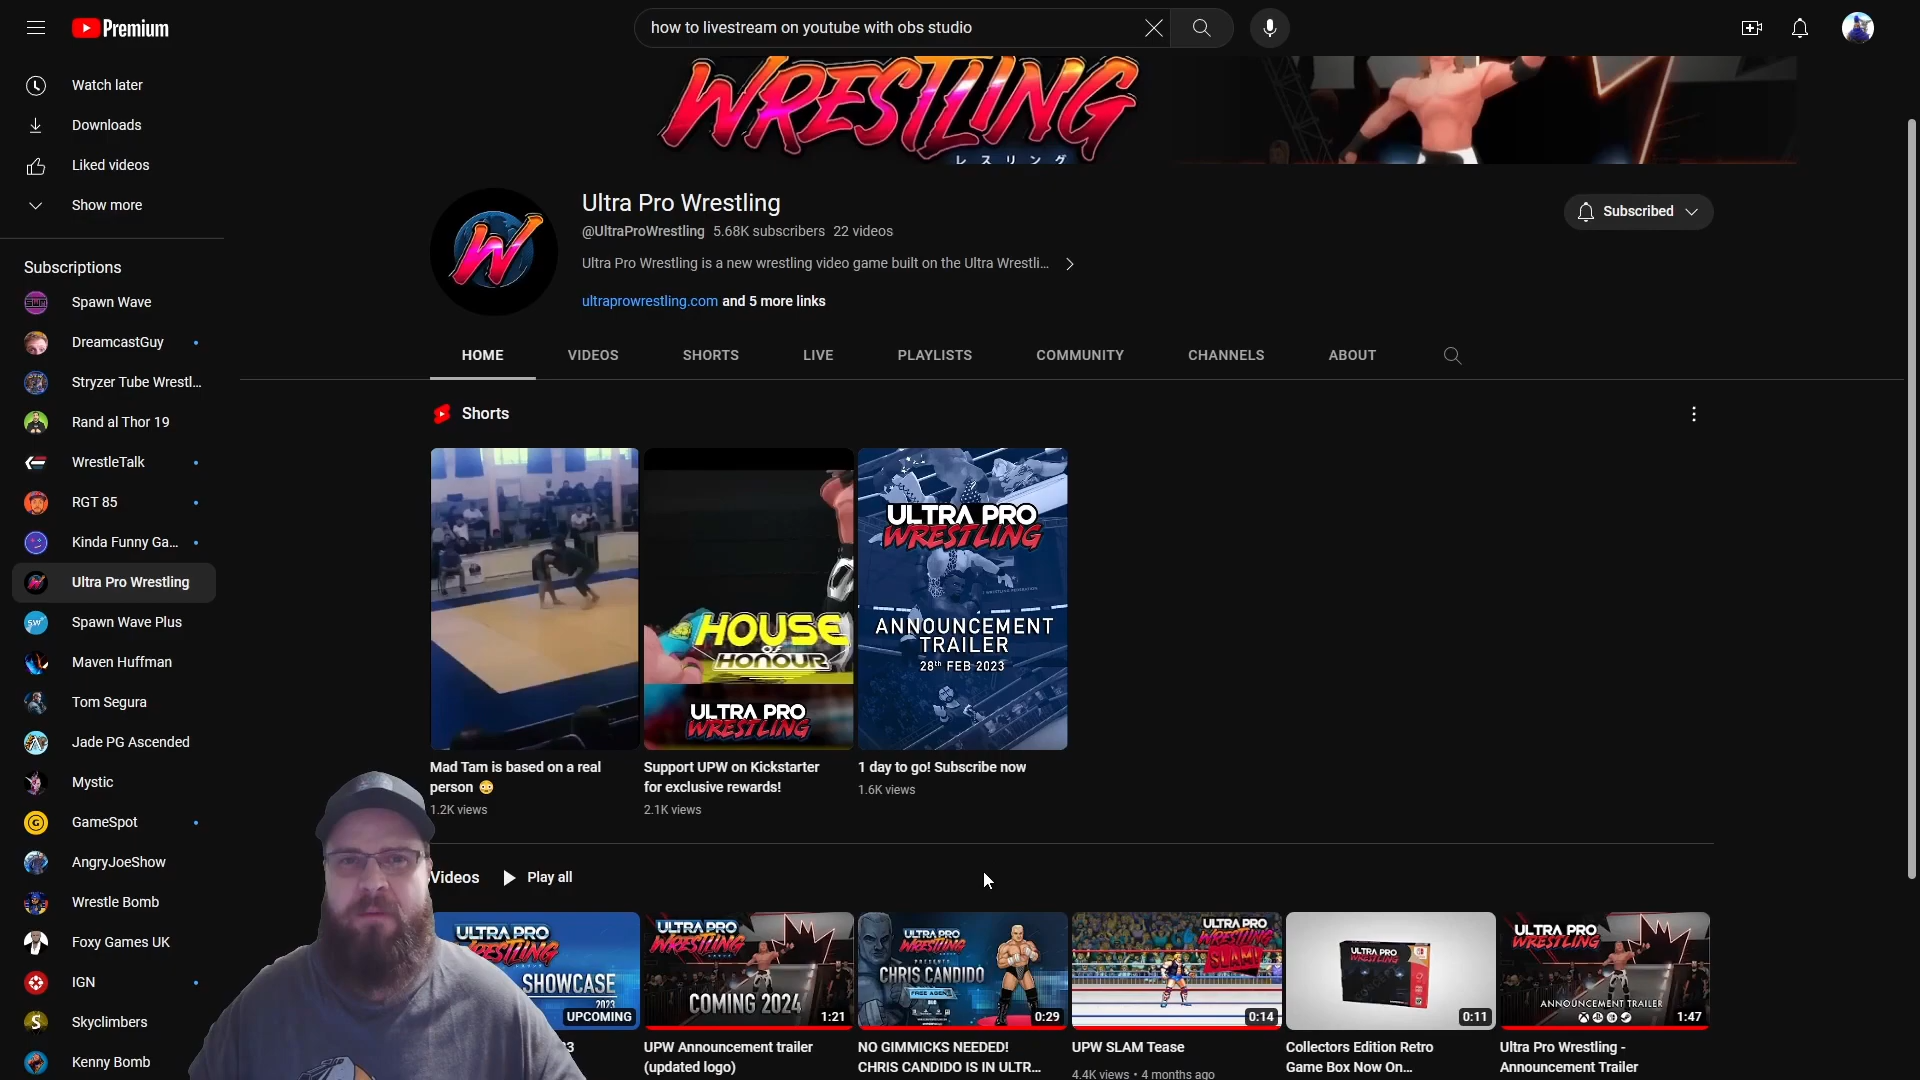 Premium
how to livestream on youtube with obs studio
Watch later
Downloads
Liked videos
Show more
Subscriptions
Spawn Wave
DreamcastGuy
Stryzer Tube Wrestl...
Rand al Thor 19
WrestleTalk
RGT 85
Kinda Funny Ga...
Ultra Pro Wrestling
Spawn Wave Plus
Maven Huffman
Tom Segura
Jade PG Ascended
Mystic
GameSpot
AngryJoeShow
Wrestle Bomb
Foxy Games UK
IGN
Skyclimbers
Kenny Bomb
WRESTLING
レスリング
Ultra Pro Wrestling
@UltraProWrestling 5.68K subscribers 22 videos
Ultra Pro Wrestling is a new wrestling video game built on the Ultra Wrestli...
ultraprowrestling.com and 5 more links
Subscribed
HOME VIDEOS SHORTS LIVE PLAYLISTS COMMUNITY CHANNELS ABOUT
Shorts
HOUSE
OF
HONOUR
ULTRA PRO
WRESTLING
ULTRA PRO
WRESTLING
ANNOUNCEMENT
TRAILER
28th FEB 2023
Mad Tam is based on a real
person 😳
1.2K views
Support UPW on Kickstarter
for exclusive rewards!
2.1K views
1 day to go! Subscribe now
1.6K views
Videos Play all
ULTRA PRO
SHOWCASE
2023
UPCOMING
ULTRA PRO
WRESTLING
COMING 2024
1:21
UPW Announcement trailer
(updated logo)
ULTRA PRO
WRESTLING
PRESENTS
CHRIS CANDIDO
FREE AGENT
0:29
NO GIMMICKS NEEDED!
CHRIS CANDIDO IS IN ULTR...
ULTRA PRO
WRESTLING
SLAM
0:14
UPW SLAM Tease
4.4K views • 4 months ago
ULTRA PRO
WRESTLING
0:11
Collectors Edition Retro
Game Box Now On...
ULTRA PRO
WRESTLING
ANNOUNCEMENT TRAILER
1:47
Ultra Pro Wrestling -
Announcement Trailer